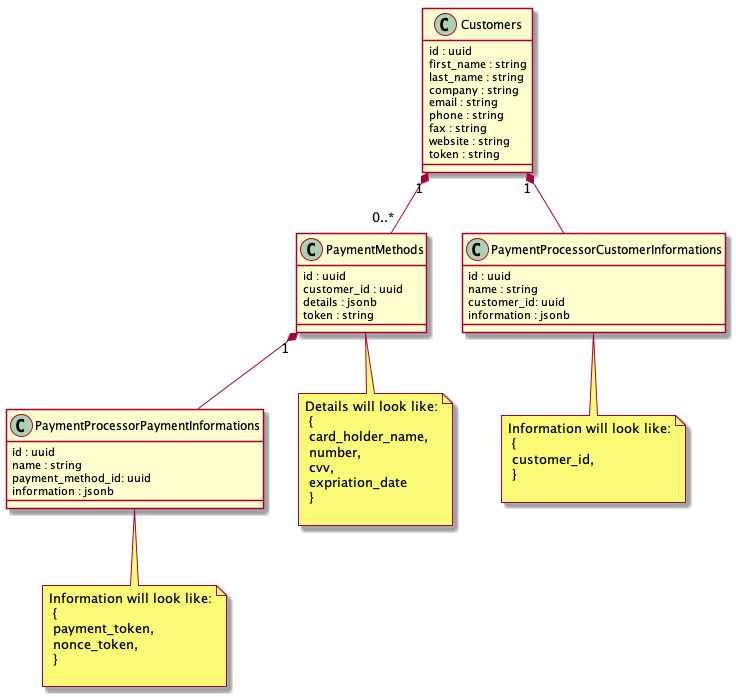 C Customers
id : uuid
first_name : string
last_name : string
company : string
email : string
phone : string
fax : string
website : string
token : string
1
1
0..*
C PaymentMethods
id : uuid
customer_id : uuid
details : jsonb
token : string
C PaymentProcessorCustomerInformations
id : uuid
name : string
customer_id: uuid
information : jsonb
1
C PaymentProcessorPaymentInformations
id : uuid
name : string
payment_method_id: uuid
information : jsonb
Details will look like:
{
card_holder_name,
number,
cvv,
expriation_date
}
Information will look like:
{
customer_id,
}
Information will look like:
{
payment_token,
nonce_token,
}